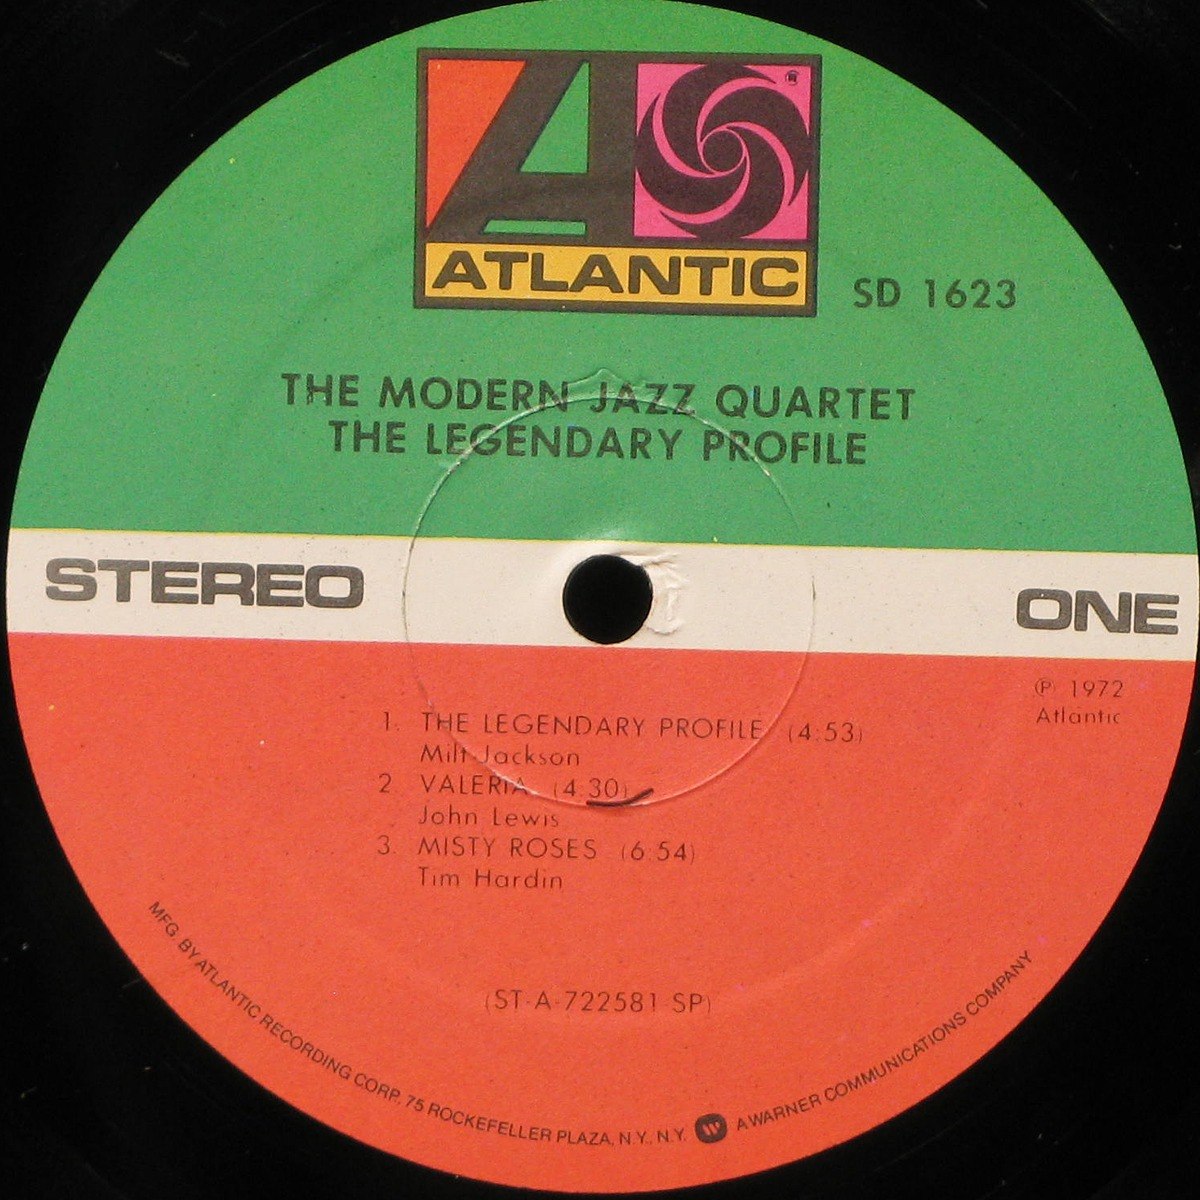 ATLANTIC
SD 1623
THE MODERN JAZZ QUARTET
THE LEGENDARY PROFILE
STEREO
ONE
℗ 1972
Atlantic
1. THE LEGENDARY PROFILE (4:53)
Milt Jackson
2. VALERIA (4:30)
John Lewis
3. MISTY ROSES (6:54)
Tim Hardin
(ST-A-722581 SP)
MFG. BY ATLANTIC RECORDING CORP., 75 ROCKEFELLER PLAZA, N.Y., N.Y. W A WARNER COMMUNICATIONS COMPANY